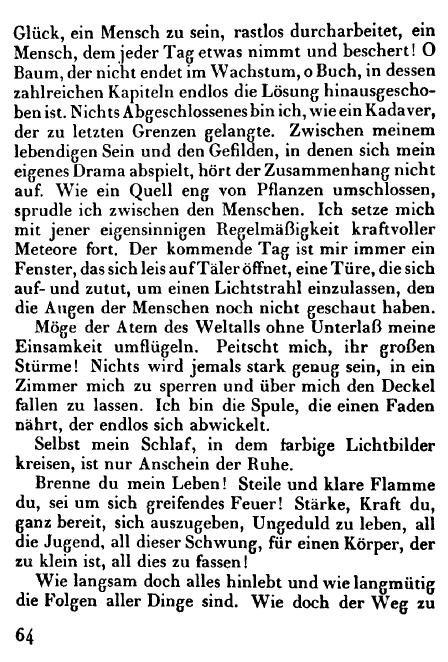 Glück, ein Mensch zu sein, rastlos durcharbeitet, ein
Mensch, dem jeder Tag etwas nimmt und beschert! O
Baum, der nicht endet im Wachstum, o Buch, in dessen
zahlreichen Kapiteln endlos die Lösung hinausgescho-
ben ist. Nichts Abgeschlossenes bin ich, wie ein Kadaver,
der zu letzten Grenzen gelangte. Zwischen meinem
lebendigen Sein und den Gefilden, in denen sich mein
eigenes Drama abspielt, hört der Zusammenhang nicht
auf. Wie ein Quell eng von Pflanzen umschlossen,
sprudle ich zwischen den Menschen. Ich setze mich
mit jener eigensinnigen Regelmäßigkeit kraftvoller
Meteore fort. Der kommende Tag ist mir immer ein
Fenster, das sich leis auf Täler öffnet, eine Türe, die sich
auf- und zutut, um einen Lichtstrahl einzulassen, den
die Augen der Menschen noch nicht geschaut haben.
Möge der Atem des Weltalls ohne Unterlaß meine
Einsamkeit umflügeln. Peitscht mich, ihr großen
Stürme! Nichts wird jemals stark genug sein, in ein
Zimmer mich zu sperren und über mich den Deckel
fallen zu lassen. Ich bin die Spule, die einen Faden
nährt, der endlos sich abwickelt.
Selbst mein Schlaf, in dem farbige Lichtbilder
kreisen, ist nur Anschein der Ruhe.
Brenne du mein Leben! Steile und klare Flamme
du, sei um sich greifendes Feuer! Stärke, Kraft du,
ganz bereit, sich auszugeben, Ungeduld zu leben, all
die Jugend, all dieser Schwung, für einen Körper, der
zu klein ist, all dies zu fassen!
Wie langsam doch alles hinlebt und wie langmütig
die Folgen aller Dinge sind. Wie doch der Weg zu
64